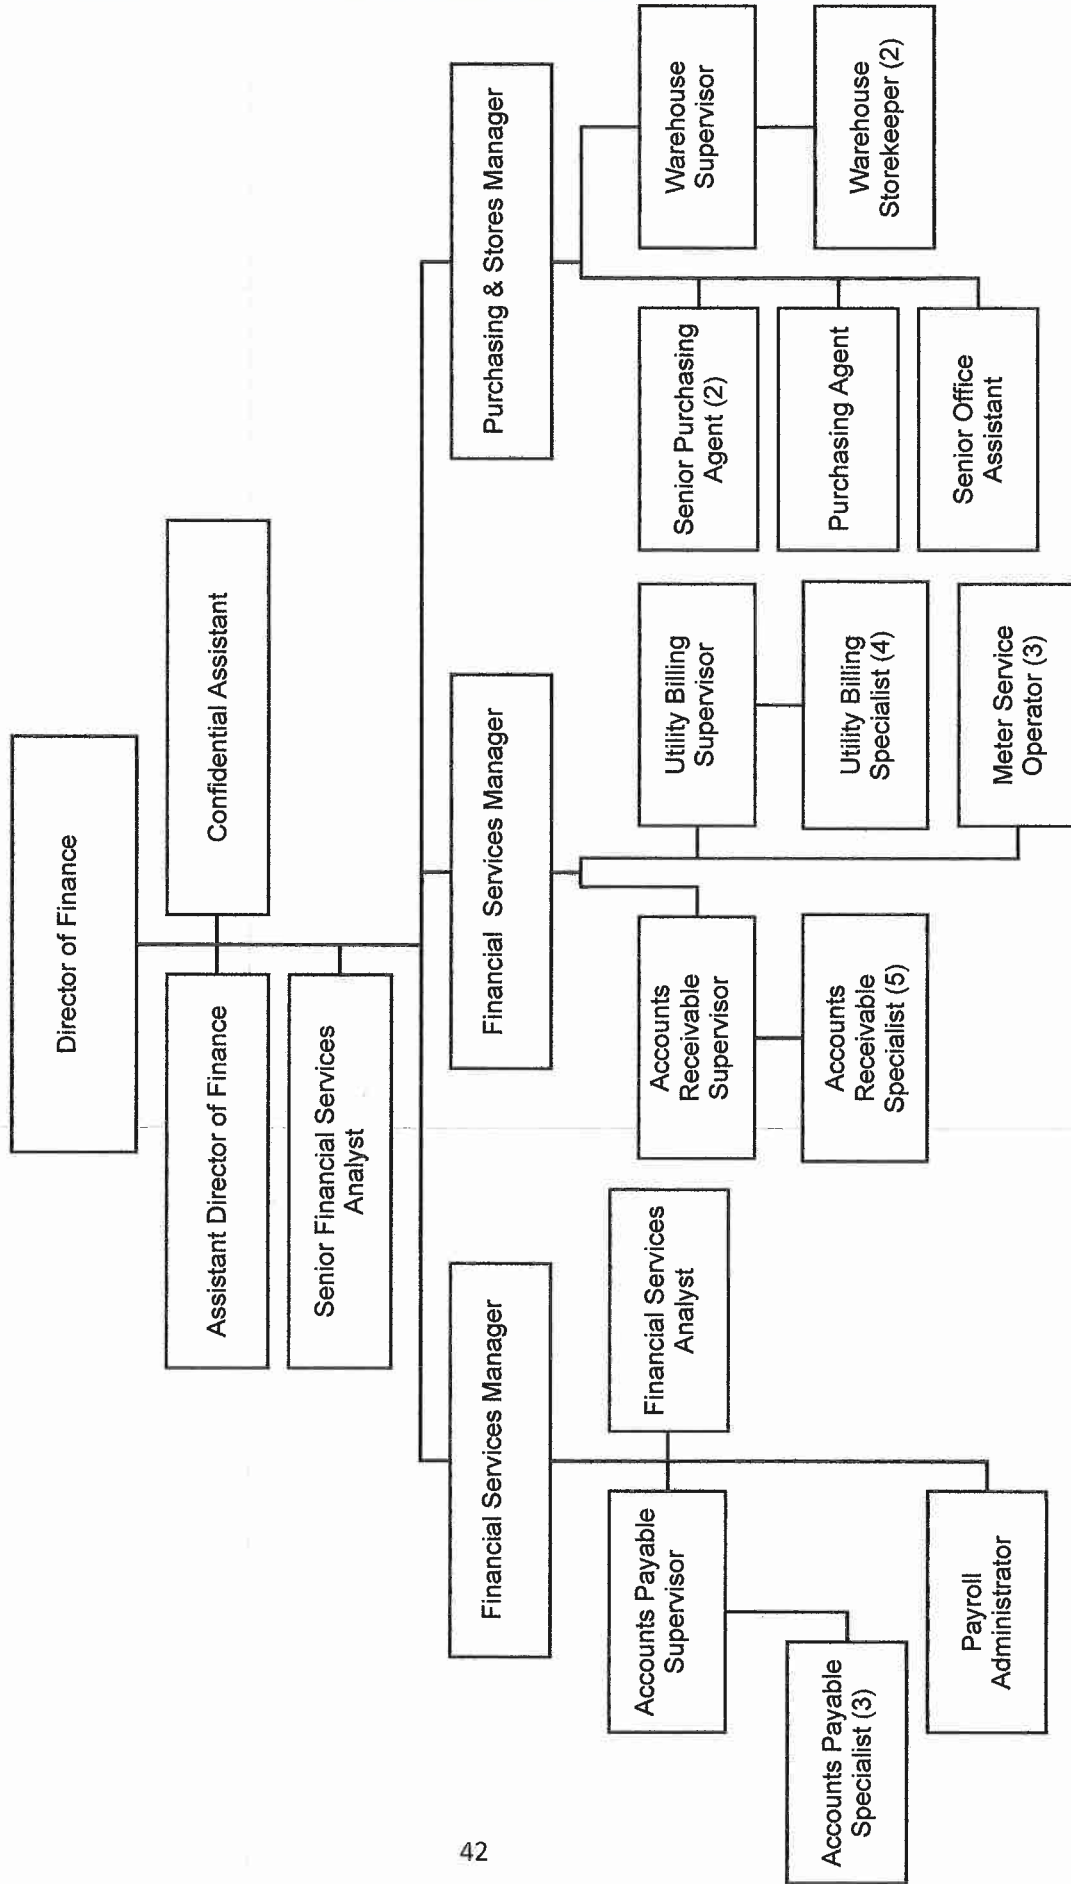 Director of Finance
Assistant Director of Finance
Confidential Assistant
Senior Financial Services
Analyst
Financial Services Manager
Financial Services Manager
Purchasing & Stores Manager
Accounts Payable
Supervisor
Financial Services
Analyst
Accounts Payable
Specialist (3)
Payroll
Administrator
Accounts
Receivable
Supervisor
Accounts
Receivable
Specialist (5)
Utility Billing
Supervisor
Utility Billing
Specialist (4)
Meter Service
Operator (3)
Senior Purchasing
Agent (2)
Purchasing Agent
Senior Office
Assistant
Warehouse
Supervisor
Warehouse
Storekeeper (2)
42